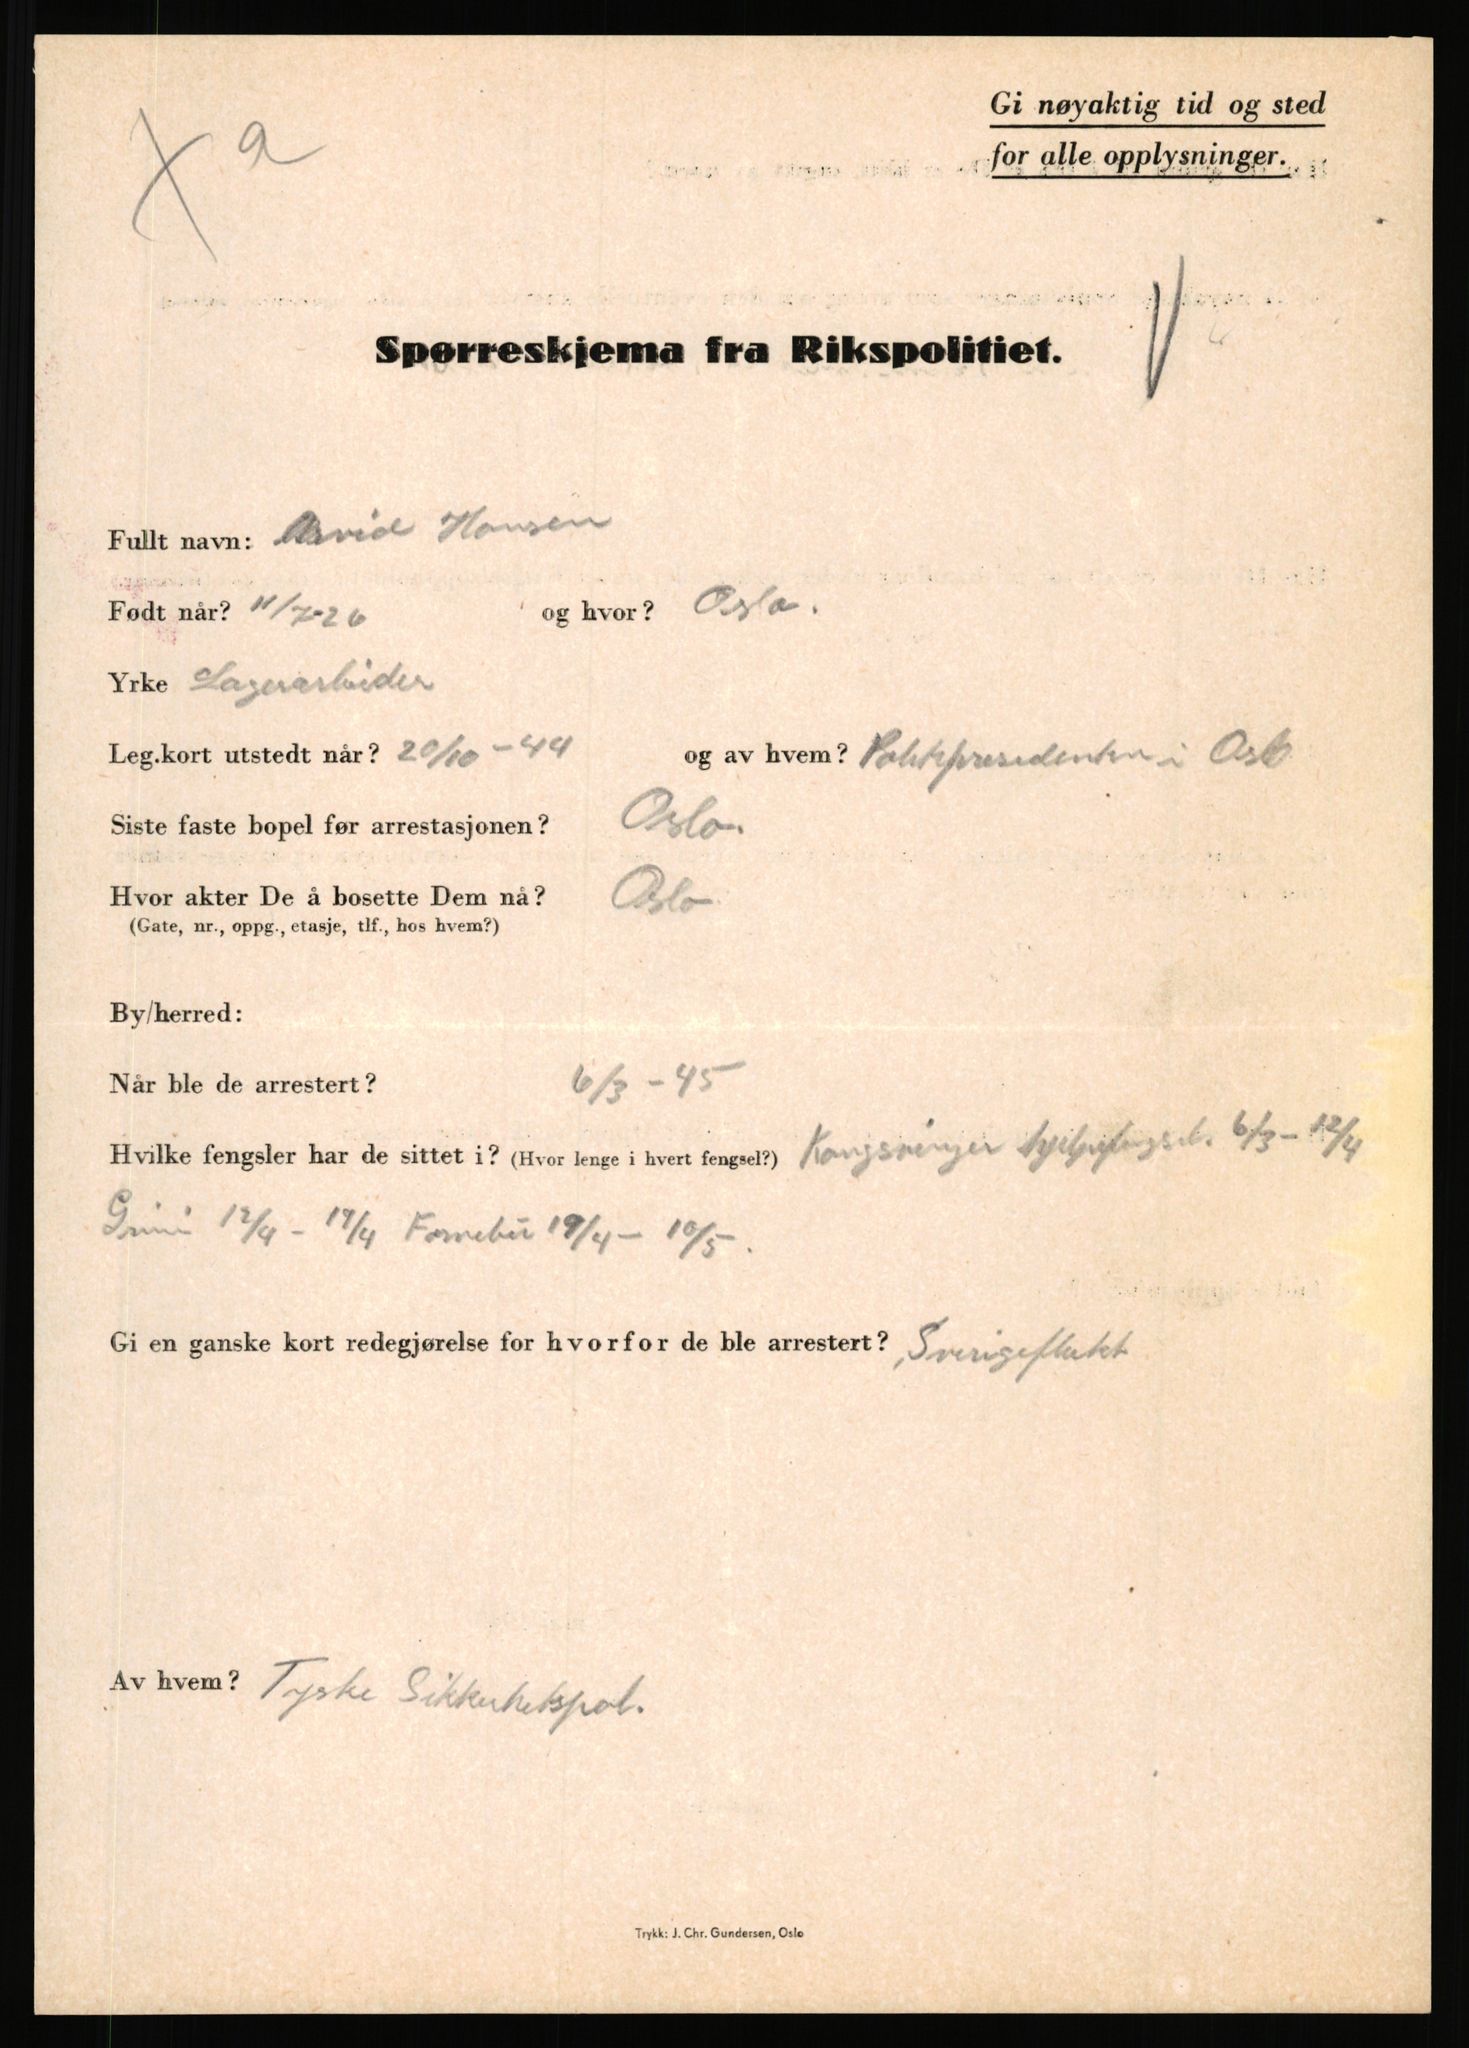 Gi nøyaktig tid og sted
for alle opplysninger.
X a
Spørreskjema fra Rikspolitiet.
Fullt navn: Arvid Hansen
Født når? 11/7-26 og hvor? Oslo.
Yrke Lagerarbeider
Leg.kort utstedt når? 20/10 - 44 og av hvem? Politipresidenten i Oslo
Siste faste bopel før arrestasjonen? Oslo.
Hvor akter De å bosette Dem nå? Oslo
(Gate, nr., oppg., etasje, tlf., hos hvem?)
By/herred:
Når ble de arrestert? 6/3 - 45
Hvilke fengsler har de sittet i? (Hvor lenge i hvert fengsel?) Kongsvinger hjelpefengsel. 6/3 - 12/4
Grini 12/4 - 19/4 Fornebu 19/4 - 10/5.
Gi en ganske kort redegjørelse for hvorfor de ble arrestert? Sverigeflukt
Av hvem? Tyske Sikkerhetspol.
Trykk: J. Chr. Gundersen, Oslo